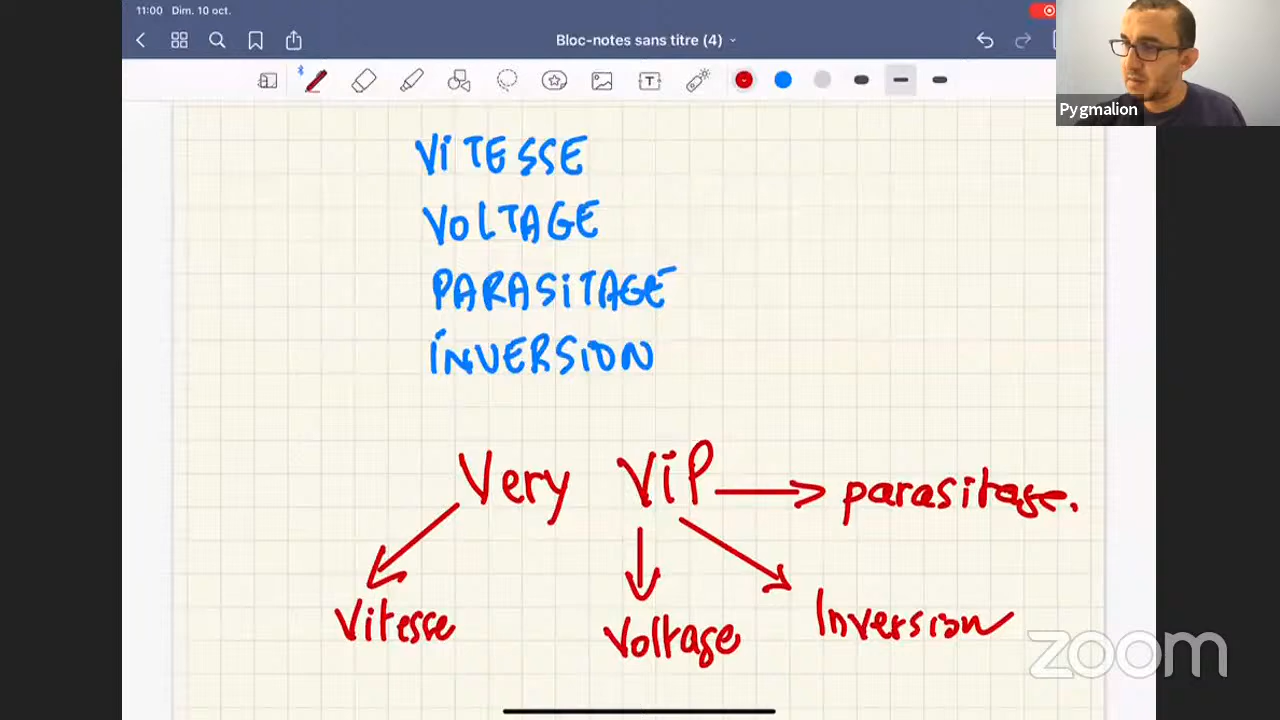 11:00 Dim. 10 oct.
Bloc-notes sans titre (4)
T
Pygmalion
ViTESSE
VOLTAGE
PARASiTAGE
iNVERSION
Very ViP
parasitage.
Vitesse
Voltage
Inversion
zoom